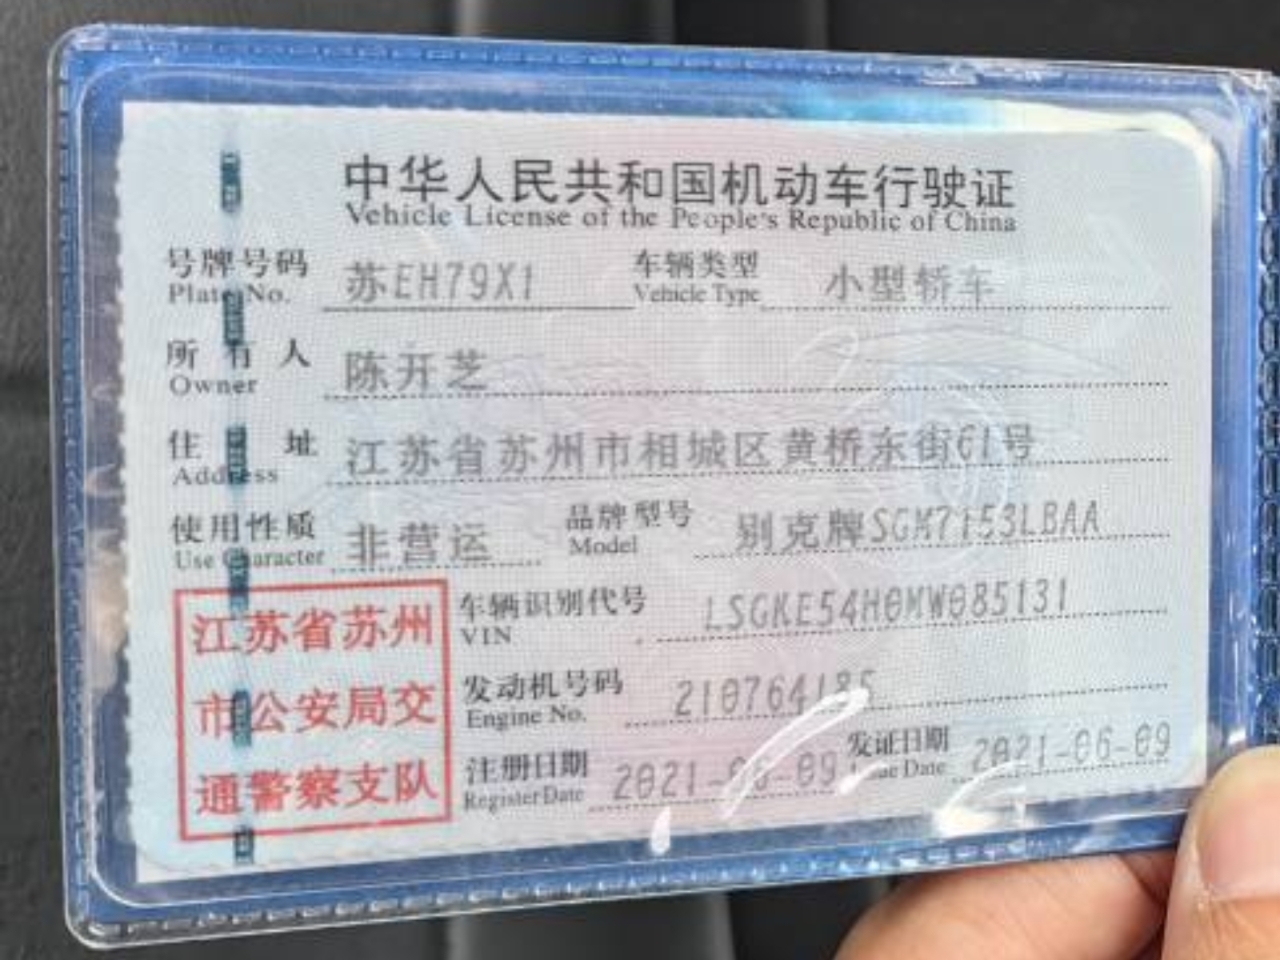 中华人民共和国机动车行驶证
Vehicle License of the People's Republic of China
号牌号码 苏EH79X1 车辆类型 小型轿车
Plate No. Vehicle Type
所有人 陈开芝
Owner
住址 江苏省苏州市相城区黄桥东街61号
Address
使用性质 非营运 品牌型号 别克牌SGM7153LBAA
Use Character Model
江苏省苏州 车辆识别代号 LSGKE54H0MW085131
VIN
市公安局交 发动机号码 210764185
Engine No.
通警察支队 注册日期 2021-06-09 发证日期 2021-06-09
Register Date Issue Date